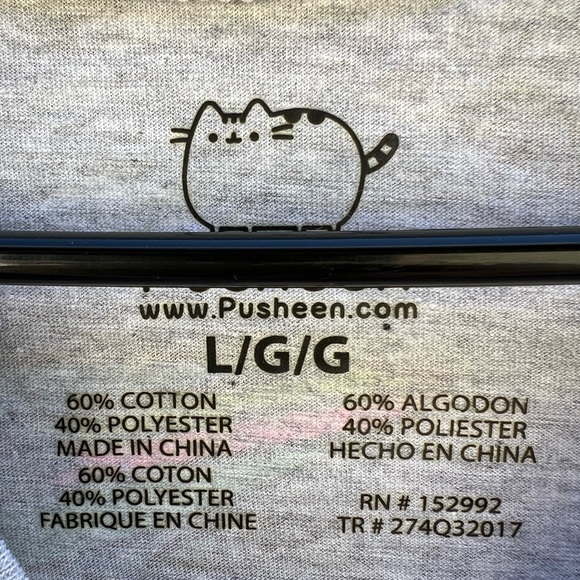 www.Pusheen.com
L/G/G
60% COTTON
40% POLYESTER
MADE IN CHINA
60% COTON
40% POLYESTER
FABRIQUE EN CHINE
60% ALGODON
40% POLIESTER
HECHO EN CHINA
RN # 152992
TR # 274Q32017